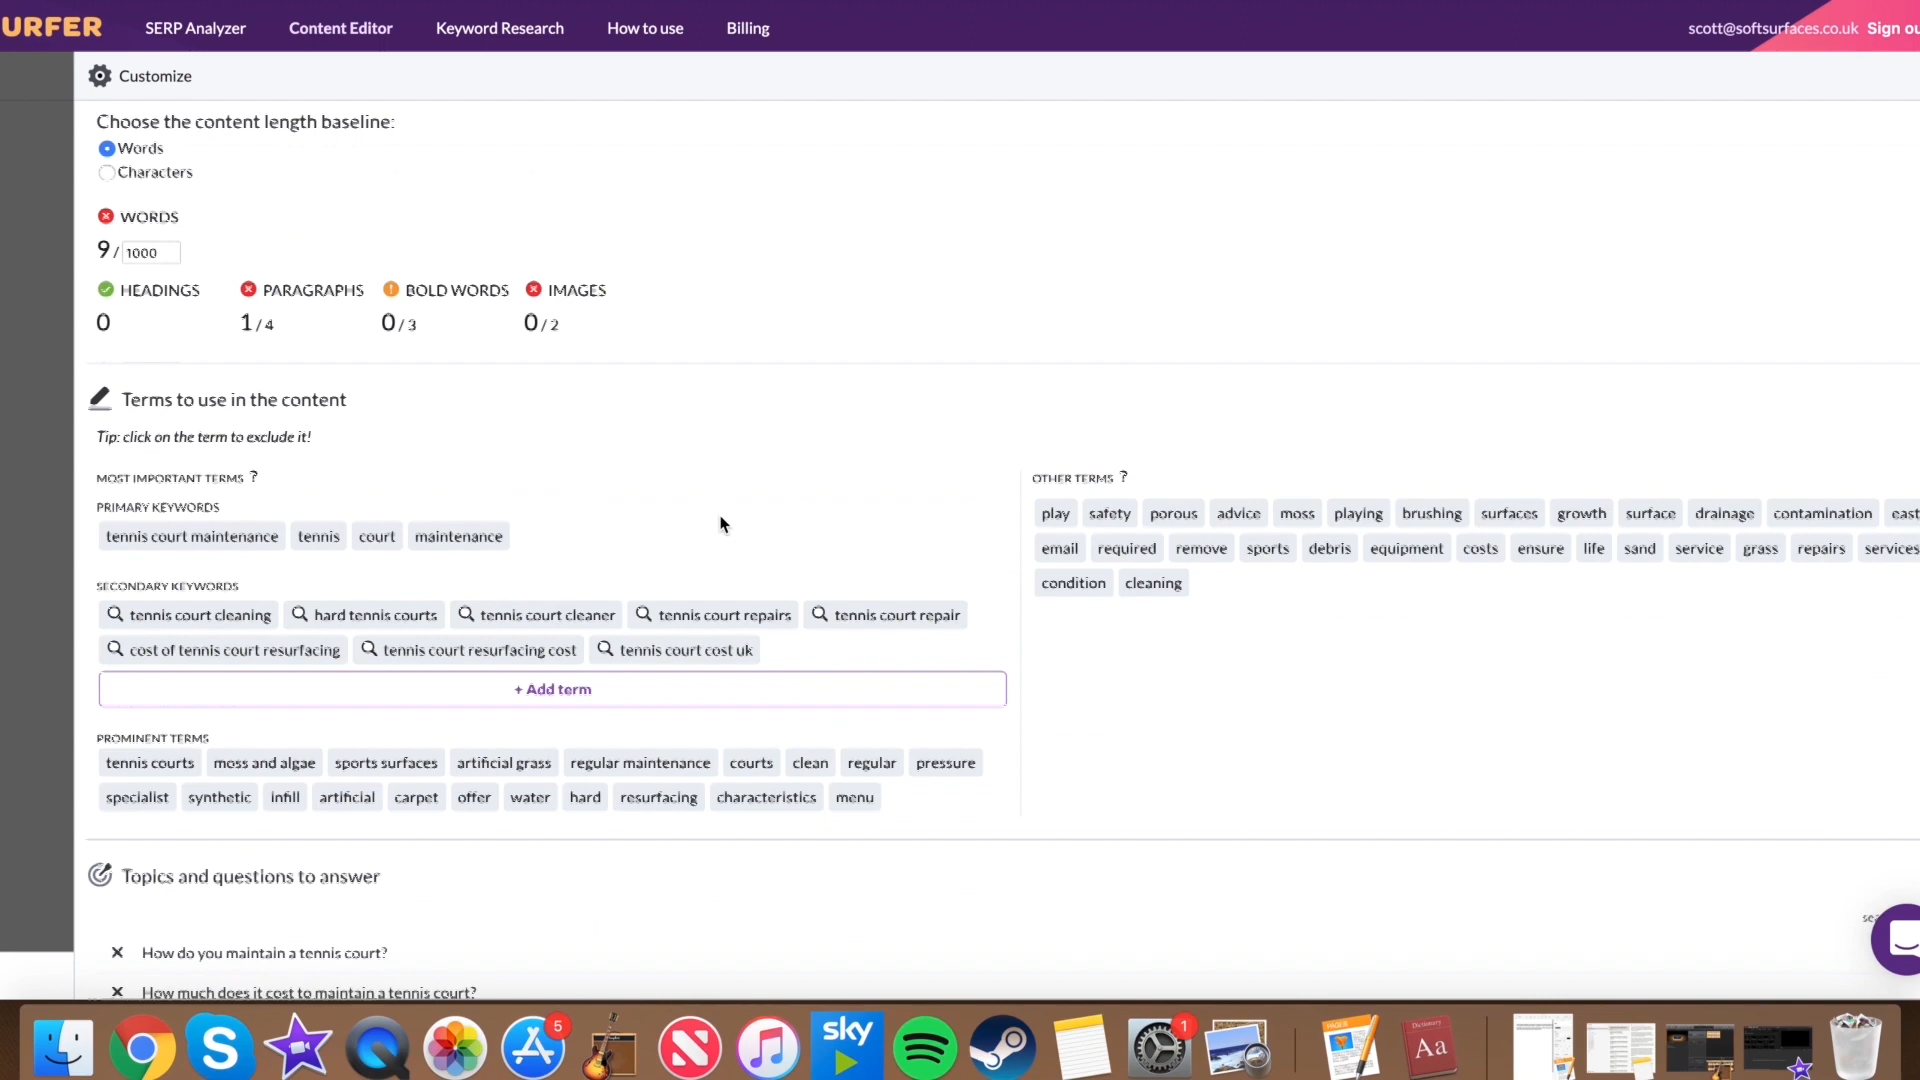 URFER SERP Analyzer Content Editor Keyword Research How to use Billing scott@softsurfaces.co.uk Sign ou
Customize
Choose the content length baseline:
Words
Characters
WORDS
9 / 1000
HEADINGS PARAGRAPHS BOLD WORDS IMAGES
0 1 / 4 0 / 3 0 / 2
Terms to use in the content
Tip: click on the term to exclude it!
MOST IMPORTANT TERMS ?
PRIMARY KEYWORDS
tennis court maintenance tennis court maintenance
SECONDARY KEYWORDS
tennis court cleaning hard tennis courts tennis court cleaner tennis court repairs tennis court repair
cost of tennis court resurfacing tennis court resurfacing cost tennis court cost uk
+ Add term
PROMINENT TERMS
tennis courts moss and algae sports surfaces artificial grass regular maintenance courts clean regular pressure
specialist synthetic infill artificial carpet offer water hard resurfacing characteristics menu
OTHER TERMS ?
play safety porous advice moss playing brushing surfaces growth surface drainage contamination east
email required remove sports debris equipment costs ensure life sand service grass repairs services
condition cleaning
Topics and questions to answer
How do you maintain a tennis court?
How much does it cost to maintain a tennis court?
5
sky
1
PAGES
Dictionary
Aa